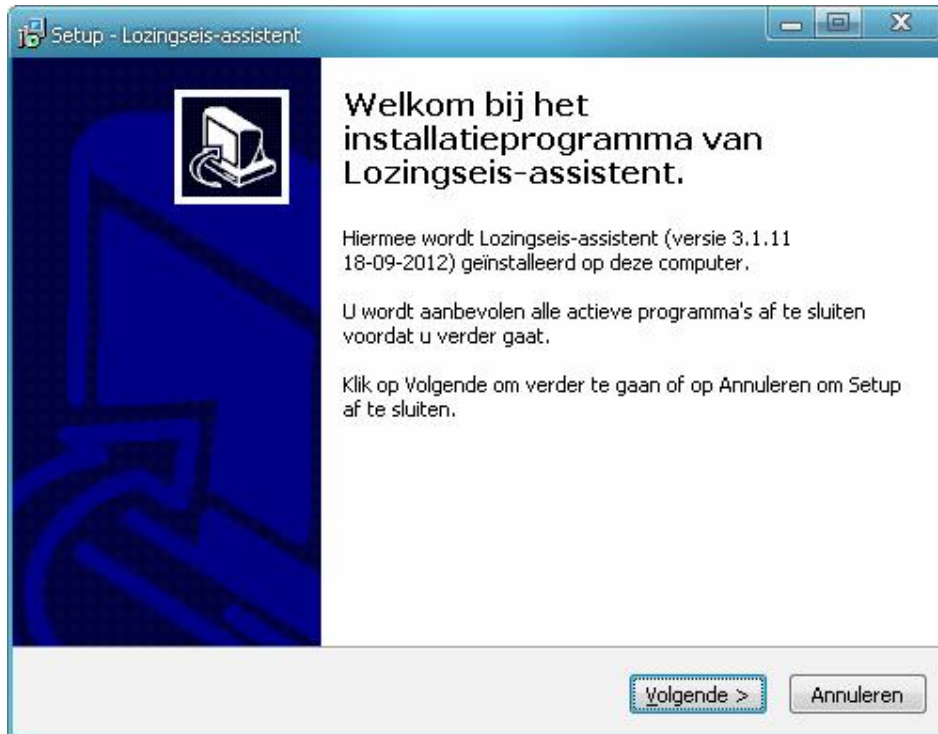 Setup - Lozingseis-assistent
Welkom bij het
installatieprogramma van
Lozingseis-assistent.
Hiermee wordt Lozingseis-assistent (versie 3.1.11
18-09-2012) geïnstalleerd op deze computer.
U wordt aanbevolen alle actieve programma's af te sluiten
voordat u verder gaat.
Klik op Volgende om verder te gaan of op Annuleren om Setup
af te sluiten.
Volgende >
Annuleren